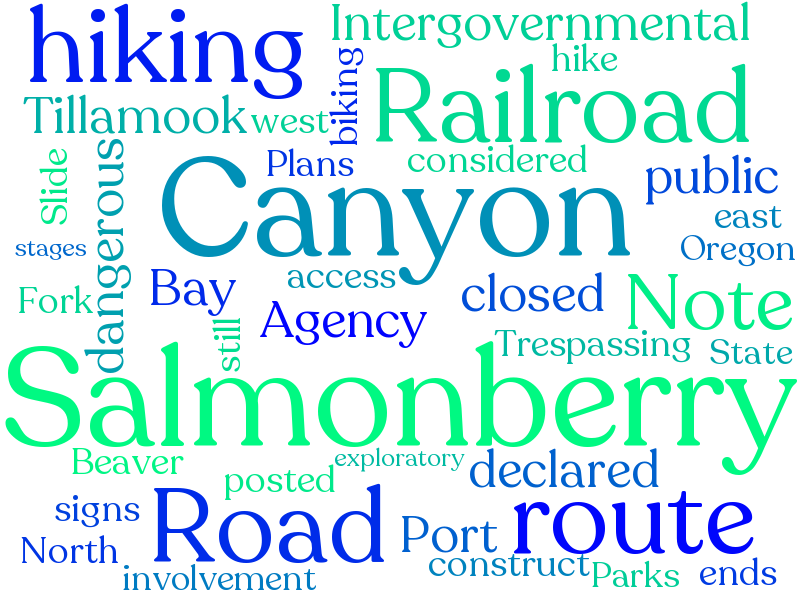 hiking
Intergovernmental
hike
biking
Railroad
Tillamook
west
Plans
considered
Slide
dangerous
Canyon
public
east
stages
Oregon
access
Fork
Bay
closed
Note
Agency
still
Trespassing
State
Salmonberry
Beaver
exploratory
posted
declared
signs
Road
route
North
Port
construct
involvement
Parks
ends